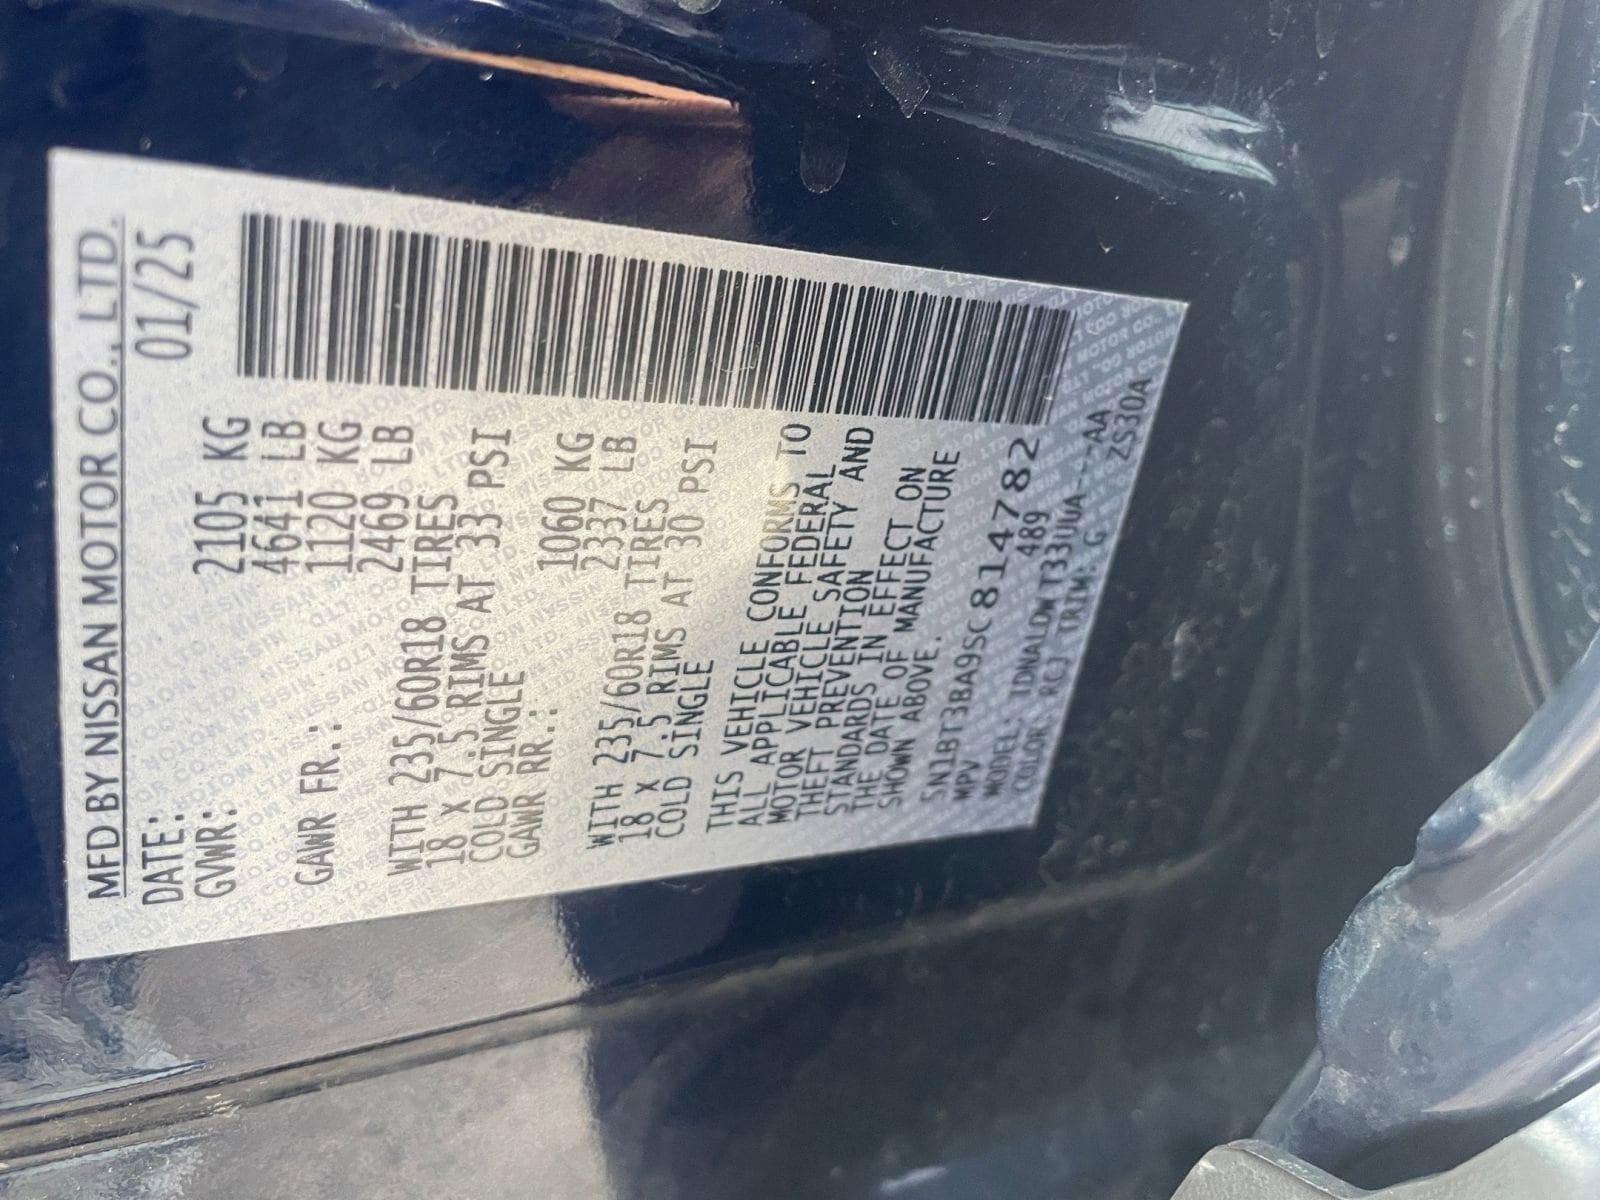 MFD BY NISSAN MOTOR CO., LTD.
DATE: 01/25
GVWR: 2105 KG
4641 LB
GAWR FR.: 1120 KG
2469 LB
WITH 235/60R18 TIRES
18 X 7.5 RIMS AT 33 PSI
COLD SINGLE
GAWR RR.: 1060 KG
2337 LB
WITH 235/60R18 TIRES
18 X 7.5 RIMS AT 30 PSI
COLD SINGLE
THIS VEHICLE CONFORMS TO
ALL APPLICABLE FEDERAL
MOTOR VEHICLE SAFETY AND
THEFT PREVENTION
STANDARDS IN EFFECT ON
THE DATE OF MANUFACTURE
SHOWN ABOVE.
5N1BT3BA9SC814782
MPV 489
MODEL: TDNALDWT33UUA---AA
COLOR: RCJ TRIM: G ZS30A